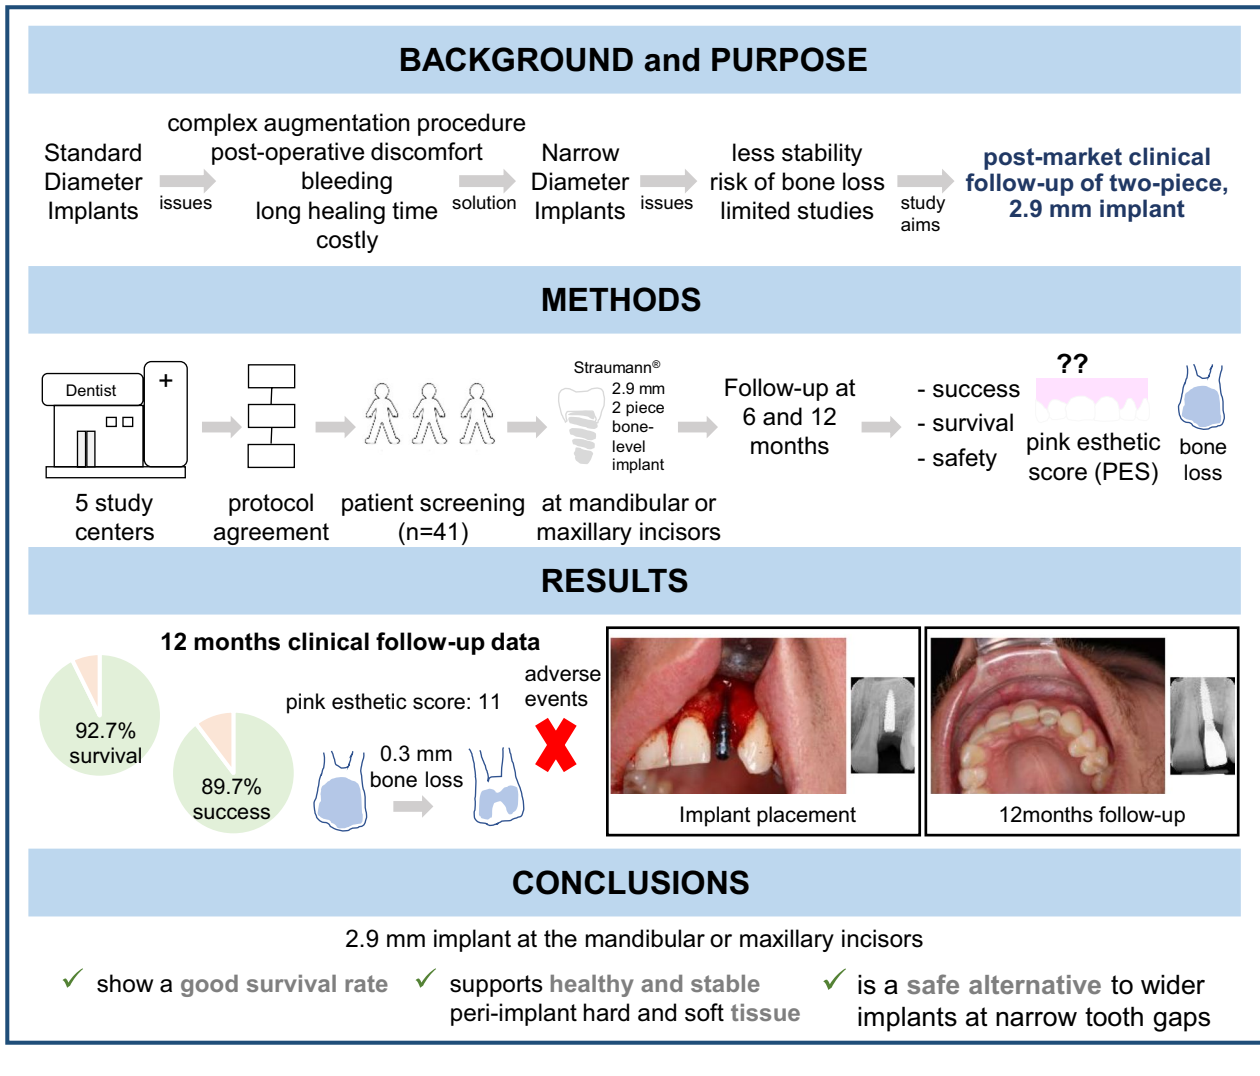 BACKGROUND and PURPOSE
Standard
Diameter
Implants
issues
complex augmentation procedure
post-operative discomfort
bleeding
long healing time
costly
solution
Narrow
Diameter
Implants
issues
less stability
risk of bone loss
limited studies
study
aims
post-market clinical
follow-up of two-piece,
2.9 mm implant
METHODS
Dentist
+
5 study
centers
protocol
agreement
patient screening
(n=41)
Straumann®
2.9 mm
2 piece
bone-
level
implant
at mandibular or
maxillary incisors
Follow-up at
6 and 12
months
- success
- survival
- safety
??
pink esthetic
score (PES)
bone
loss
RESULTS
12 months clinical follow-up data
92.7%
survival
89.7%
success
pink esthetic score: 11
0.3 mm
bone loss
adverse
events
Implant placement
12months follow-up
CONCLUSIONS
2.9 mm implant at the mandibular or maxillary incisors
✓ show a good survival rate
✓ supports healthy and stable
peri-implant hard and soft tissue
✓ is a safe alternative to wider
implants at narrow tooth gaps